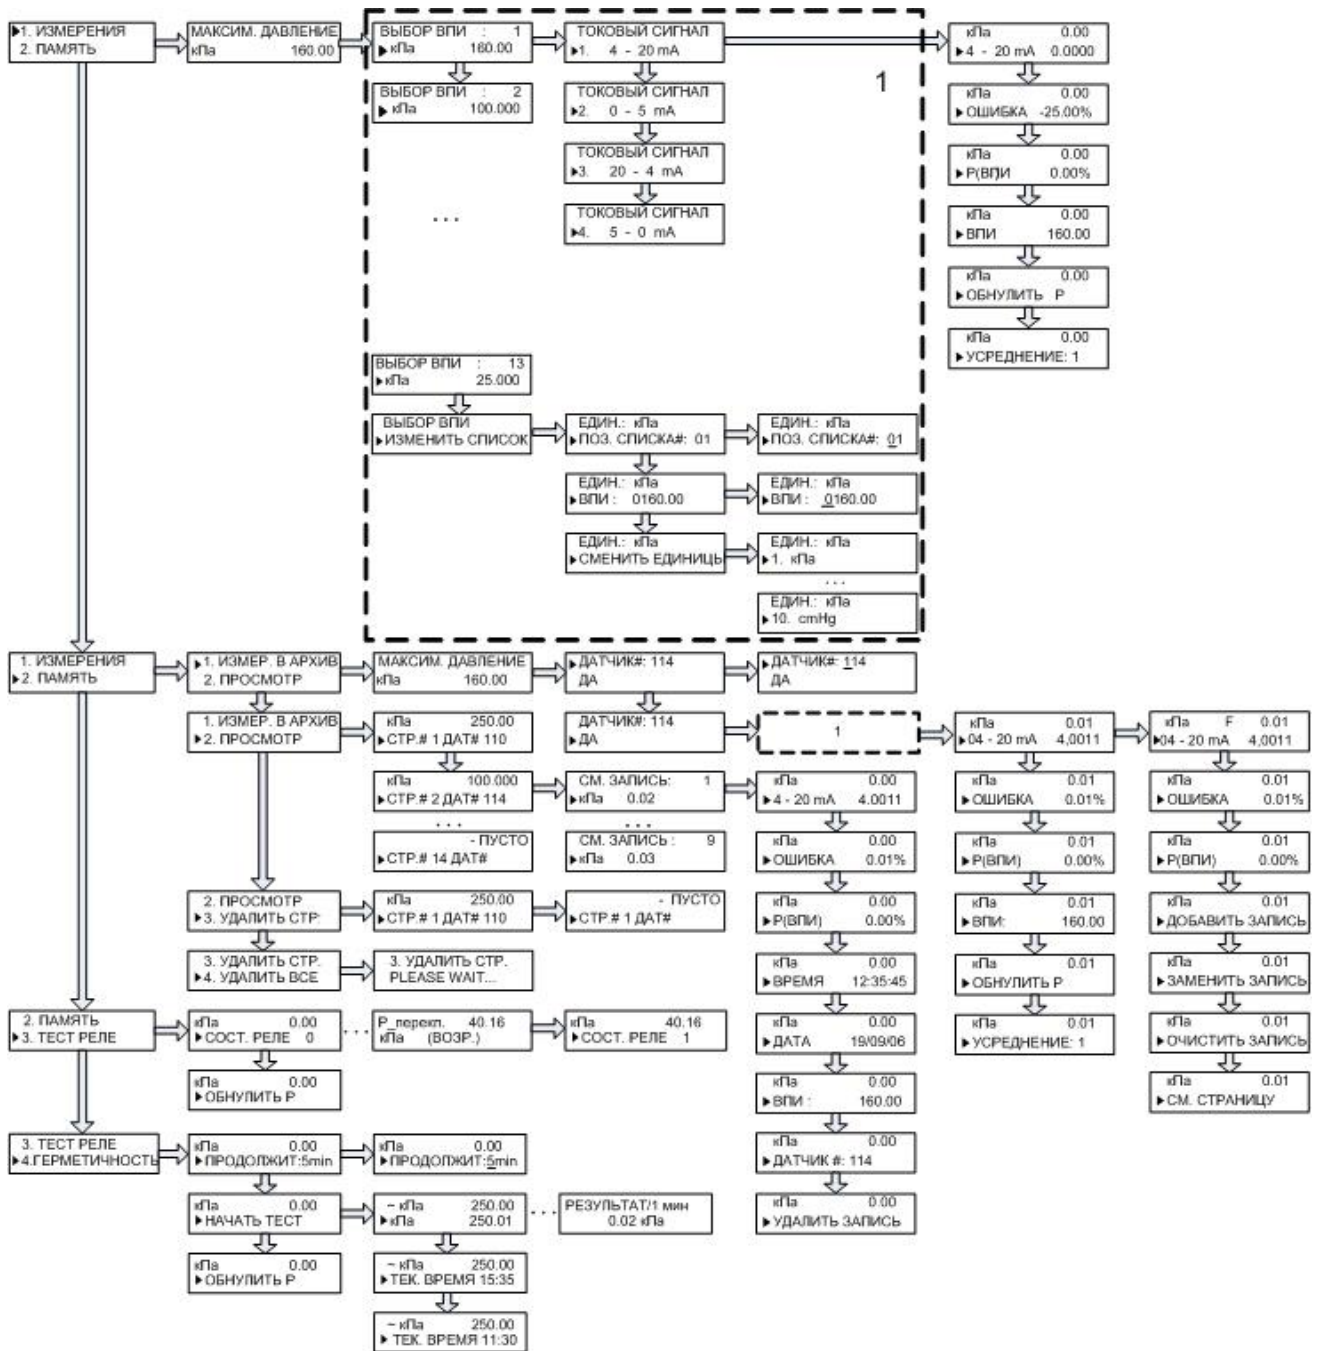 ▶1. ИЗМЕРЕНИЯ
2. ПАМЯТЬ
МАКСИМ. ДАВЛЕНИЕ
кПа 160.00
ВЫБОР ВПИ : 1
▶ кПа 160.00
ТОКОВЫЙ СИГНАЛ
▶1. 4 - 20 mA
1
кПа 0.00
▶4 - 20 mA 0.0000
ВЫБОР ВПИ : 2
▶ кПа 100.000
ТОКОВЫЙ СИГНАЛ
▶2. 0 - 5 mA
кПа 0.00
▶ОШИБКА -25.00%
ТОКОВЫЙ СИГНАЛ
▶3. 20 - 4 mA
кПа 0.00
▶Р(ВПИ 0.00%
. . .
ТОКОВЫЙ СИГНАЛ
▶4. 5 - 0 mA
кПа 0.00
▶ВПИ 160.00
кПа 0.00
▶ОБНУЛИТЬ Р
кПа 0.00
▶УСРЕДНЕНИЕ: 1
ВЫБОР ВПИ : 13
▶кПа 25.000
ВЫБОР ВПИ
▶ИЗМЕНИТЬ СПИСОК
ЕДИН.: кПа
▶ПОЗ. СПИСКА#: 01
ЕДИН.: кПа
▶ПОЗ. СПИСКА#: 01
ЕДИН.: кПа
▶ВПИ : 0160.00
ЕДИН.: кПа
▶ВПИ : 0160.00
ЕДИН.: кПа
▶СМЕНИТЬ ЕДИНИЦЬ
ЕДИН.: кПа
▶1. кПа
. . .
ЕДИН.: кПа
▶10. cmHg
1. ИЗМЕРЕНИЯ
▶2. ПАМЯТЬ
▶1. ИЗМЕР. В АРХИВ
2. ПРОСМОТР
МАКСИМ. ДАВЛЕНИЕ
кПа 160.00
▶ДАТЧИК#: 114
ДА
▶ДАТЧИК#: 114
ДА
1. ИЗМЕР. В АРХИВ
▶2. ПРОСМОТР
кПа 250.00
▶СТР.# 1 ДАТ# 110
ДАТЧИК#: 114
▶ДА
1
кПа 0.01
▶04 - 20 mA 4,0011
кПа F 0.01
▶04 - 20 mA 4,0011
кПа 100.000
▶СТР.# 2 ДАТ# 114
СМ. ЗАПИСЬ: 1
▶кПа 0.02
кПа 0.00
▶4 - 20 mA 4.0011
кПа 0.01
▶ОШИБКА 0.01%
кПа 0.01
▶ОШИБКА 0.01%
. . .
- ПУСТО
▶СТР.# 14 ДАТ#
. . .
СМ. ЗАПИСЬ : 9
▶кПа 0.03
кПа 0.00
▶ОШИБКА 0.01%
кПа 0.01
▶Р(ВПИ) 0.00%
кПа 0.01
▶Р(ВПИ) 0.00%
2. ПРОСМОТР
▶3. УДАЛИТЬ СТР:
кПа 250.00
▶СТР.# 1 ДАТ# 110
- ПУСТО
▶СТР.# 1 ДАТ#
кПа 0.00
▶Р(ВПИ) 0.00%
кПа 0.01
▶ВПИ: 160.00
кПа 0.01
▶ДОБАВИТЬ ЗАПИСЬ
3. УДАЛИТЬ СТР.
▶4. УДАЛИТЬ ВСЕ
3. УДАЛИТЬ СТР.
PLEASE WAIT...
кПа 0.00
▶ВРЕМЯ 12:35:45
кПа 0.01
▶ОБНУЛИТЬ Р
кПа 0.01
▶ЗАМЕНИТЬ ЗАПИСЬ
2. ПАМЯТЬ
▶3. ТЕСТ РЕЛЕ
кПа 0.00
▶СОСТ. РЕЛЕ 0
. . .
Р_перекл. 40.16
кПа (ВОЗР.)
кПа 40.16
▶СОСТ. РЕЛЕ 1
кПа 0.00
▶ДАТА 19/09/06
кПа 0.01
▶УСРЕДНЕНИЕ: 1
кПа 0.01
▶ОЧИСТИТЬ ЗАПИСЬ
кПа 0.00
▶ОБНУЛИТЬ Р
кПа 0.00
▶ВПИ : 160.00
кПа 0.01
▶СМ. СТРАНИЦУ
3. ТЕСТ РЕЛЕ
▶4.ГЕРМЕТИЧНОСТЬ
кПа 0.00
▶ПРОДОЛЖИТ:5min
кПа 0.00
▶ПРОДОЛЖИТ:5min
кПа 0.00
▶ДАТЧИК #: 114
кПа 0.00
▶НАЧАТЬ ТЕСТ
~ кПа 250.00
▶кПа 250.01
. . .
РЕЗУЛЬТАТ/1 мин
0.02 кПа
кПа 0.00
▶УДАЛИТЬ ЗАПИСЬ
кПа 0.00
▶ОБНУЛИТЬ Р
~ кПа 250.00
▶ТЕК. ВРЕМЯ 15:35
~ кПа 250.00
▶ ТЕК. ВРЕМЯ 11:30